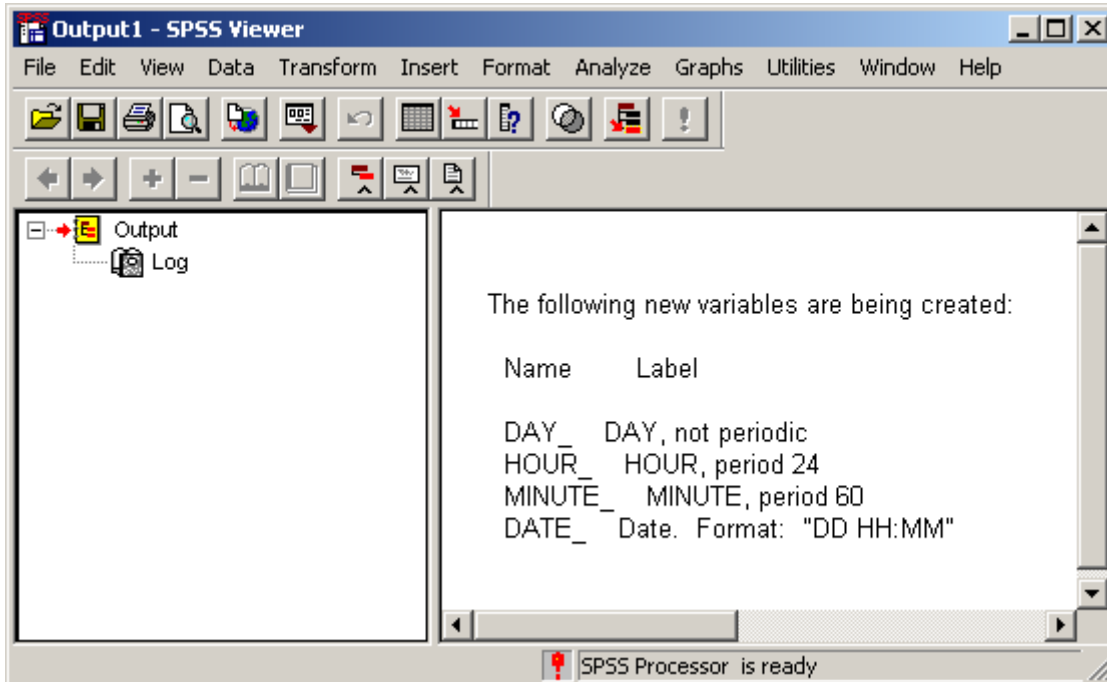 Output1 - SPSS Viewer
File Edit View Data Transform Insert Format Analyze Graphs Utilities Window Help
Output
Log
The following new variables are being created:
Name Label
DAY_ DAY, not periodic
HOUR_ HOUR, period 24
MINUTE_ MINUTE, period 60
DATE_ Date. Format: "DD HH:MM"
SPSS Processor is ready